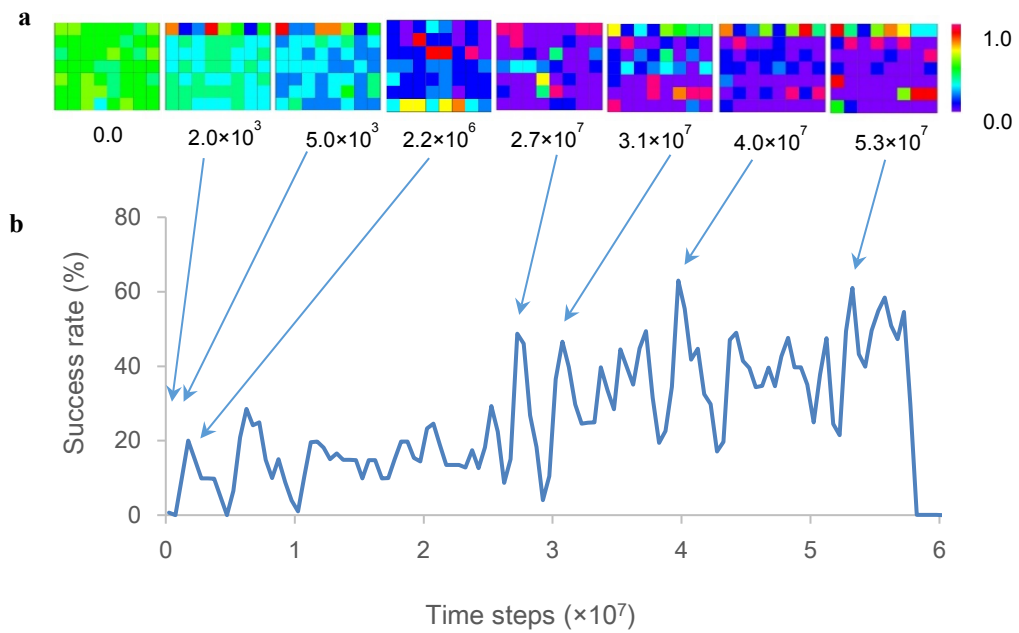 a
1.0
0.0
0.0 2.0×10³ 5.0×10³ 2.2×10⁶ 2.7×10⁷ 3.1×10⁷ 4.0×10⁷ 5.3×10⁷
b
Success rate (%)
80
60
40
20
0
0 1 2 3 4 5 6
Time steps (×10⁷)